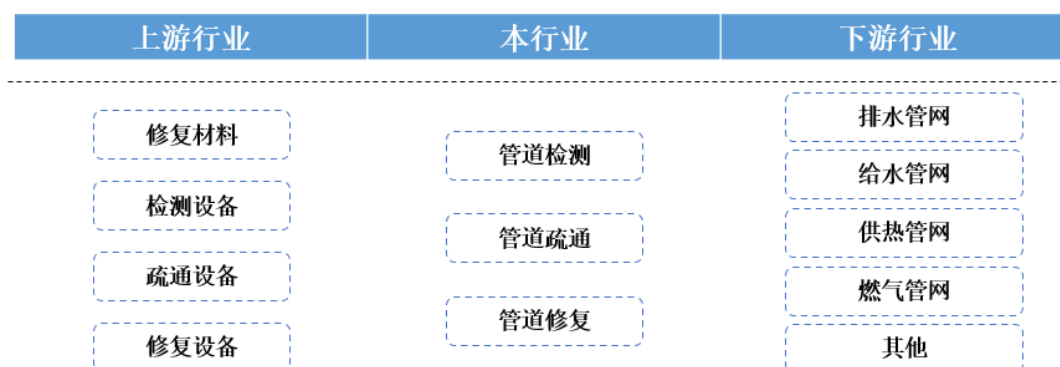 上游行业
本行业
下游行业
修复材料
检测设备
疏通设备
修复设备
管道检测
管道疏通
管道修复
排水管网
给水管网
供热管网
燃气管网
其他